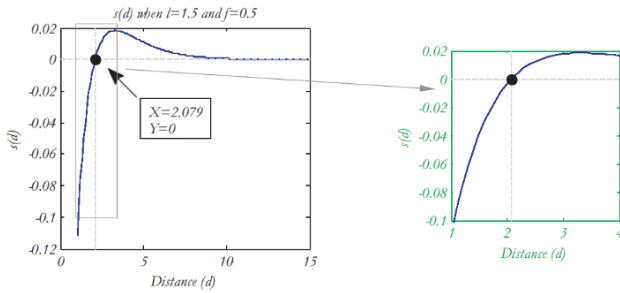 s(d) when l=1.5 and f=0.5
0.02
0
-0.02
-0.04
-0.06
-0.08
-0.1
-0.12
s(d)
X=2.079
Y=0
0 5 10 15
Distance (d)
0.02
0
-0.02
-0.04
-0.06
-0.08
-0.1
s(d)
1 2 3 4
Distance (d)